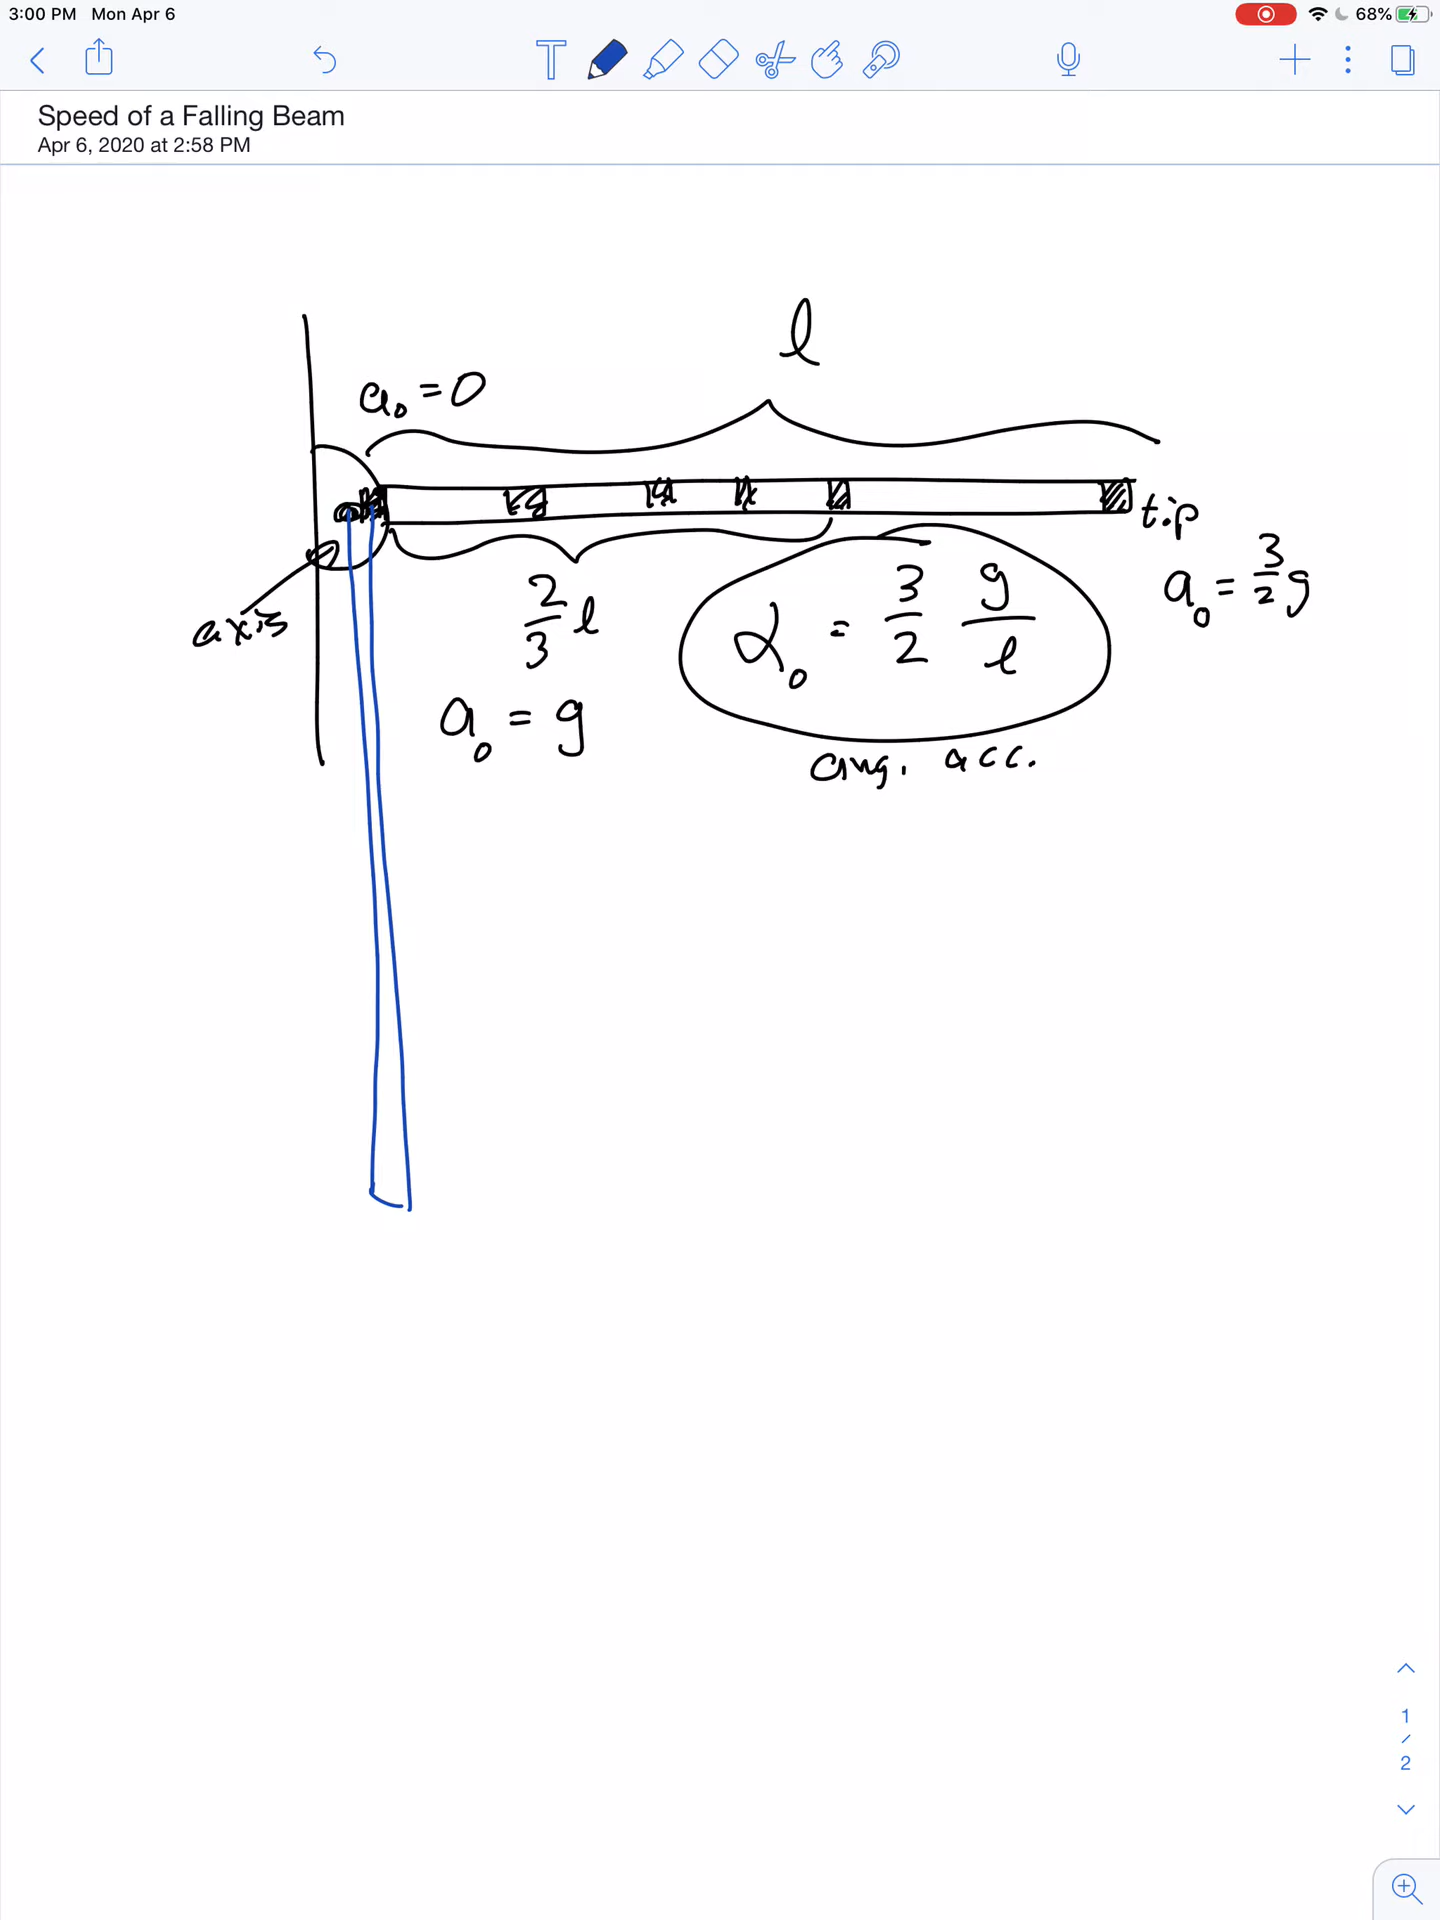 3:00 PM Mon Apr 6
68%
T
Speed of a Falling Beam
Apr 6, 2020 at 2:58 PM
l
a₀ = 0
tip
a₀ = 3/2 g
axis
2/3 l
α₀ = 3/2 g/l
a₀ = g
ang. acc.
1
/
2